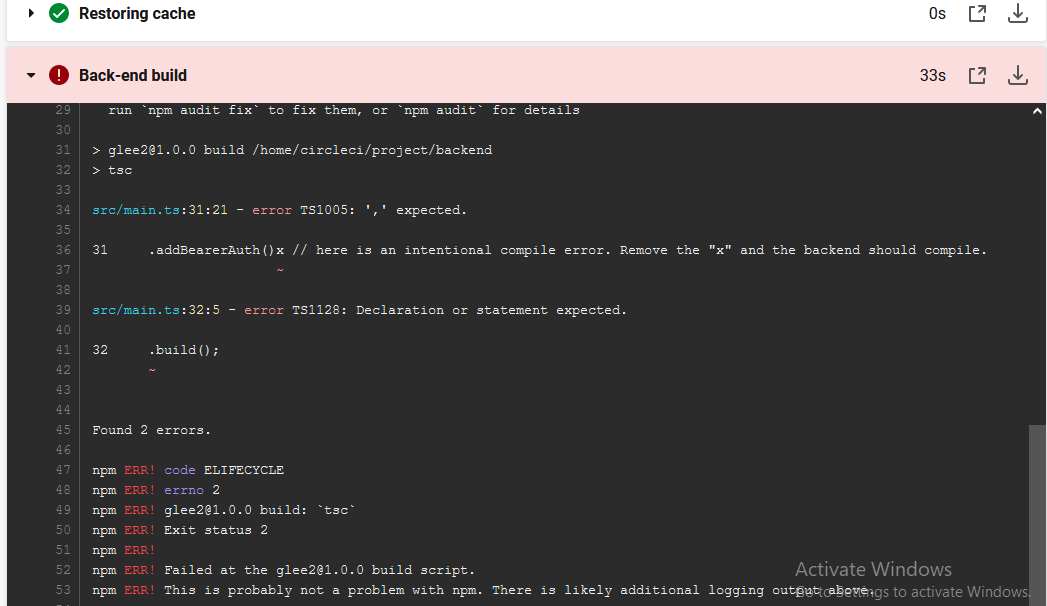 Restoring cache 0s
Back-end build 33s
29 run `npm audit fix` to fix them, or `npm audit` for details
30
31 > glee2@1.0.0 build /home/circleci/project/backend
32 > tsc
33
34 src/main.ts:31:21 - error TS1005: ',' expected.
35
36 31     .addBearerAuth()x // here is an intentional compile error. Remove the "x" and the backend should compile.
37 ~
38
39 src/main.ts:32:5 - error TS1128: Declaration or statement expected.
40
41 32     .build();
42 ~
43
44
45 Found 2 errors.
46
47 npm ERR! code ELIFECYCLE
48 npm ERR! errno 2
49 npm ERR! glee2@1.0.0 build: `tsc`
50 npm ERR! Exit status 2
51 npm ERR!
52 npm ERR! Failed at the glee2@1.0.0 build script.
53 npm ERR! This is probably not a problem with npm. There is likely additional logging output above.
Activate Windows
Go to Settings to activate Windows.